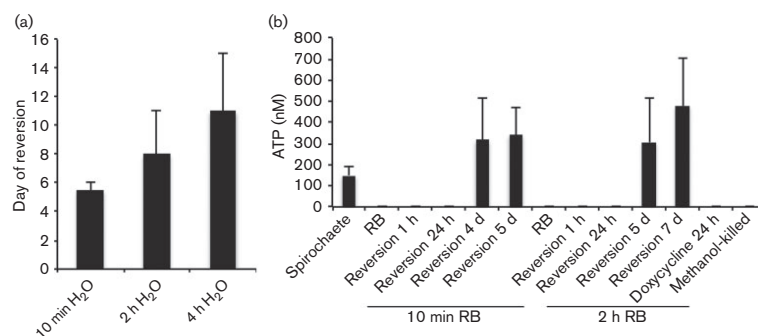 (a)
16
14
12
10
8
6
4
2
0
Day of reversion
10 min H₂O
2 h H₂O
4 h H₂O
(b)
800
700
600
500
400
300
200
100
0
ATP (nM)
Spirochaete
RB
Reversion 1 h
Reversion 24 h
Reversion 4 d
Reversion 5 d
RB
Reversion 1 h
Reversion 24 h
Reversion 5 d
Reversion 7 d
Doxycycline 24 h
Methanol-killed
10 min RB
2 h RB